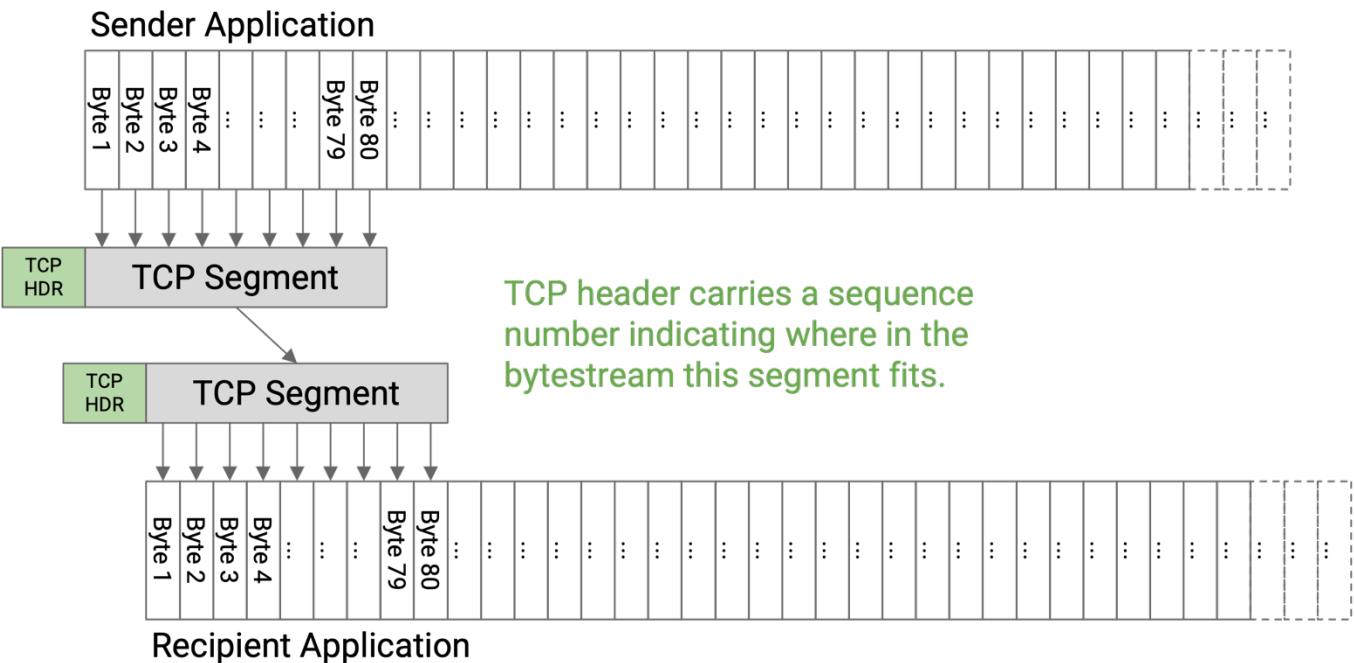 Sender Application
Byte 1 Byte 2 Byte 3 Byte 4 ... ... ... Byte 79 Byte 80 ... ... ... ... ... ... ... ... ... ... ... ... ... ... ... ... ... ... ... ... ... ... ... ... ... ... ...
TCP HDR
TCP Segment
TCP header carries a sequence
number indicating where in the
bytestream this segment fits.
TCP HDR
TCP Segment
Byte 1 Byte 2 Byte 3 Byte 4 ... ... ... Byte 79 Byte 80 ... ... ... ... ... ... ... ... ... ... ... ... ... ... ... ... ... ... ... ... ... ... ... ... ... ... ...
Recipient Application